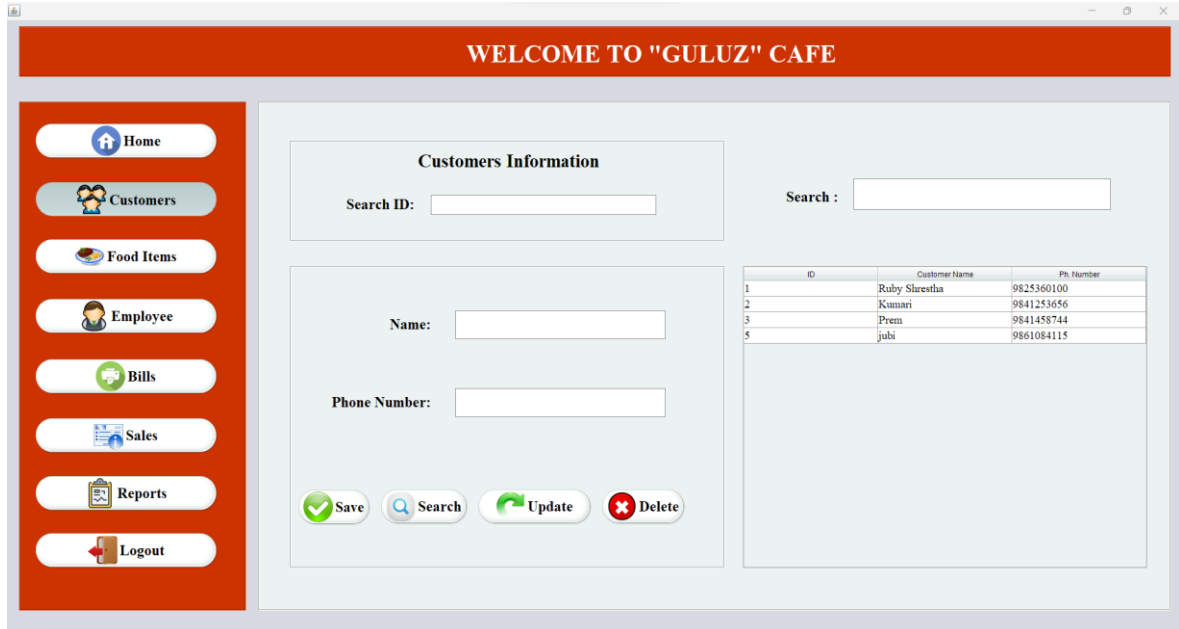 WELCOME TO "GULUZ" CAFE
Home
Customers
Food Items
Employee
Bills
Sales
Reports
Logout
Customers Information
Search ID:
Name:
Phone Number:
Save Search Update Delete
Search :
ID Customer Name Ph. Number
1 Ruby Shrestha 9825360100
2 Kumari 9841253656
3 Prem 9841458744
5 jubi 9861084115